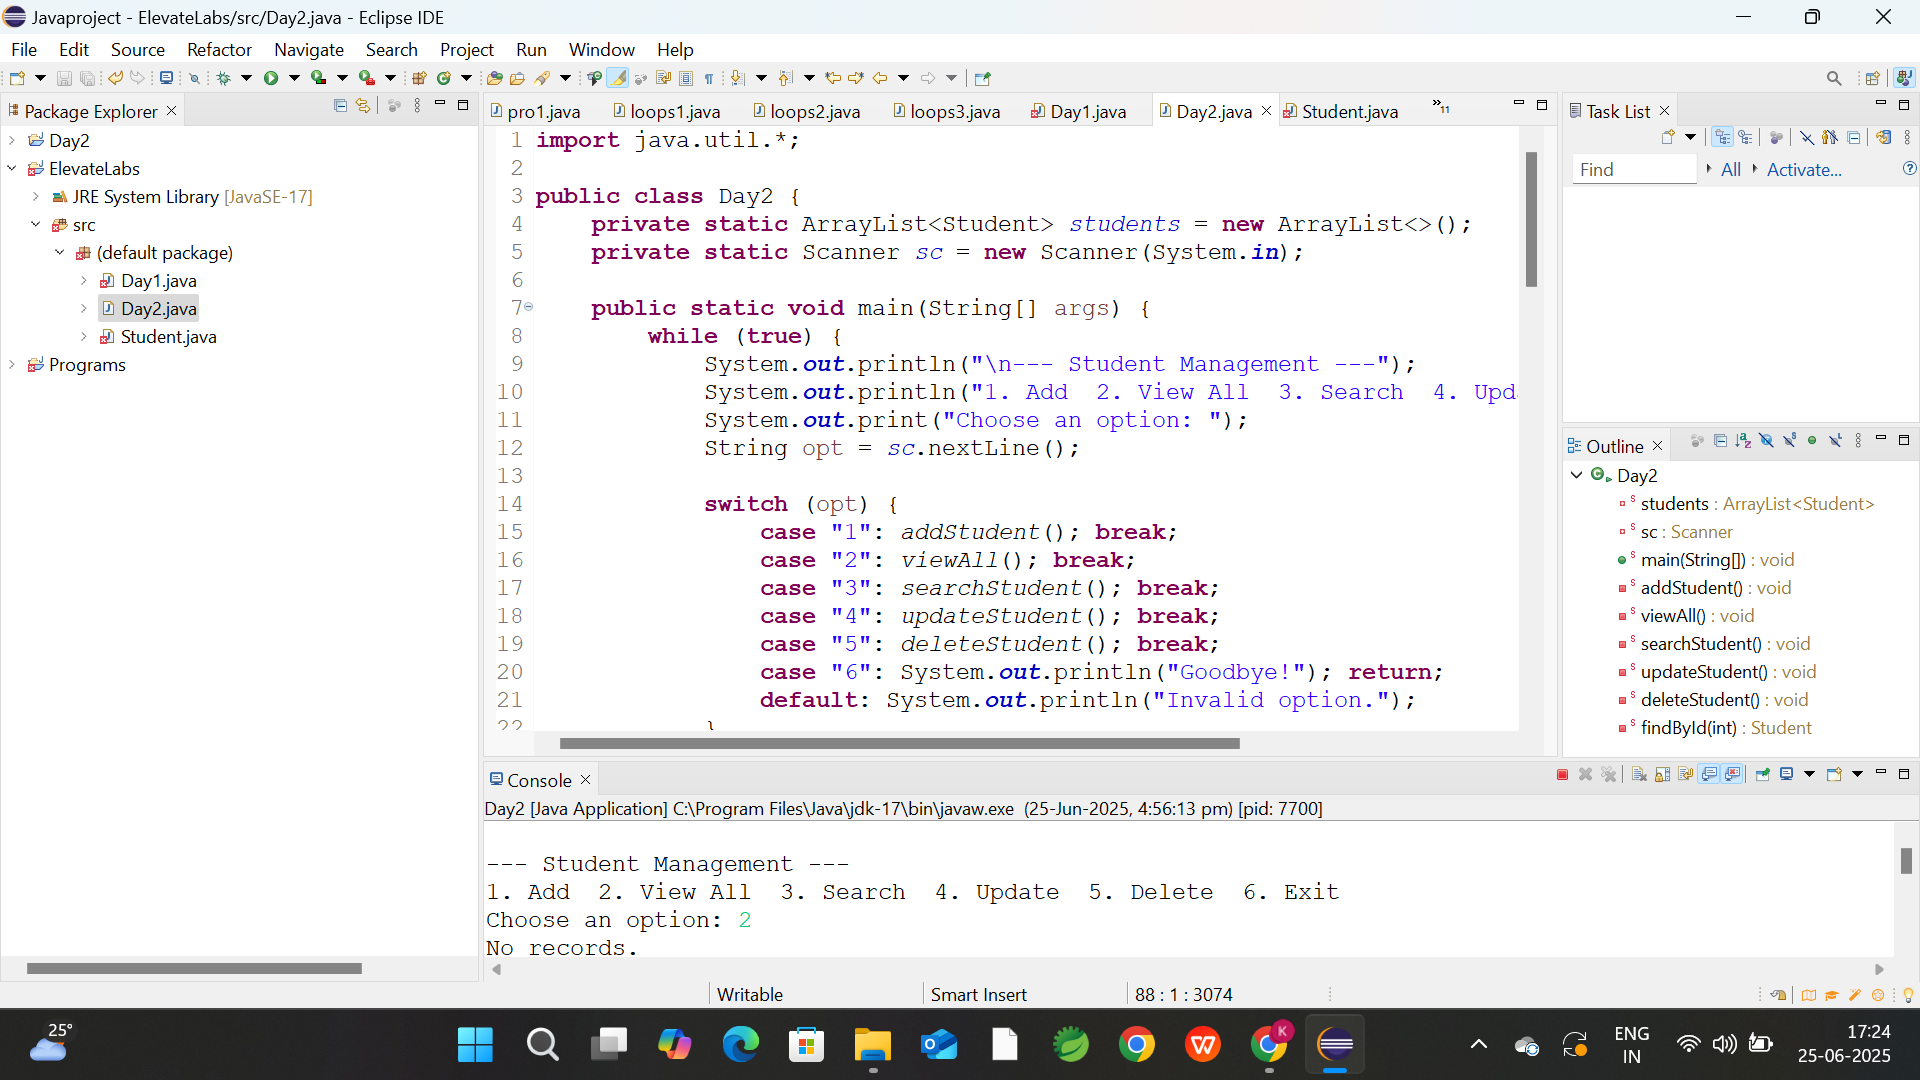 Javaproject - ElevateLabs/src/Day2.java - Eclipse IDE
File Edit Source Refactor Navigate Search Project Run Window Help
Package Explorer
Day2
ElevateLabs
JRE System Library [JavaSE-17]
src
(default package)
Day1.java
Day2.java
Student.java
Programs
pro1.java loops1.java loops2.java loops3.java Day1.java Day2.java Student.java »11
1 import java.util.*;
2
3 public class Day2 {
4 private static ArrayList<Student> students = new ArrayList<>();
5 private static Scanner sc = new Scanner(System.in);
6
7 public static void main(String[] args) {
8 while (true) {
9 System.out.println("\n--- Student Management ---");
10 System.out.println("1. Add  2. View All  3. Search  4. Upd
11 System.out.print("Choose an option: ");
12 String opt = sc.nextLine();
13
14 switch (opt) {
15 case "1": addStudent(); break;
16 case "2": viewAll(); break;
17 case "3": searchStudent(); break;
18 case "4": updateStudent(); break;
19 case "5": deleteStudent(); break;
20 case "6": System.out.println("Goodbye!"); return;
21 default: System.out.println("Invalid option.");
22 }
Task List
Find All Activate...
Outline
Day2
students : ArrayList<Student>
sc : Scanner
main(String[]) : void
addStudent() : void
viewAll() : void
searchStudent() : void
updateStudent() : void
deleteStudent() : void
findById(int) : Student
Console
Day2 [Java Application] C:\Program Files\Java\jdk-17\bin\javaw.exe (25-Jun-2025, 4:56:13 pm) [pid: 7700]
--- Student Management ---
1. Add  2. View All  3. Search  4. Update  5. Delete  6. Exit
Choose an option: 2
No records.
Writable Smart Insert 88 : 1 : 3074
25°
K
ENG
IN
17:24
25-06-2025